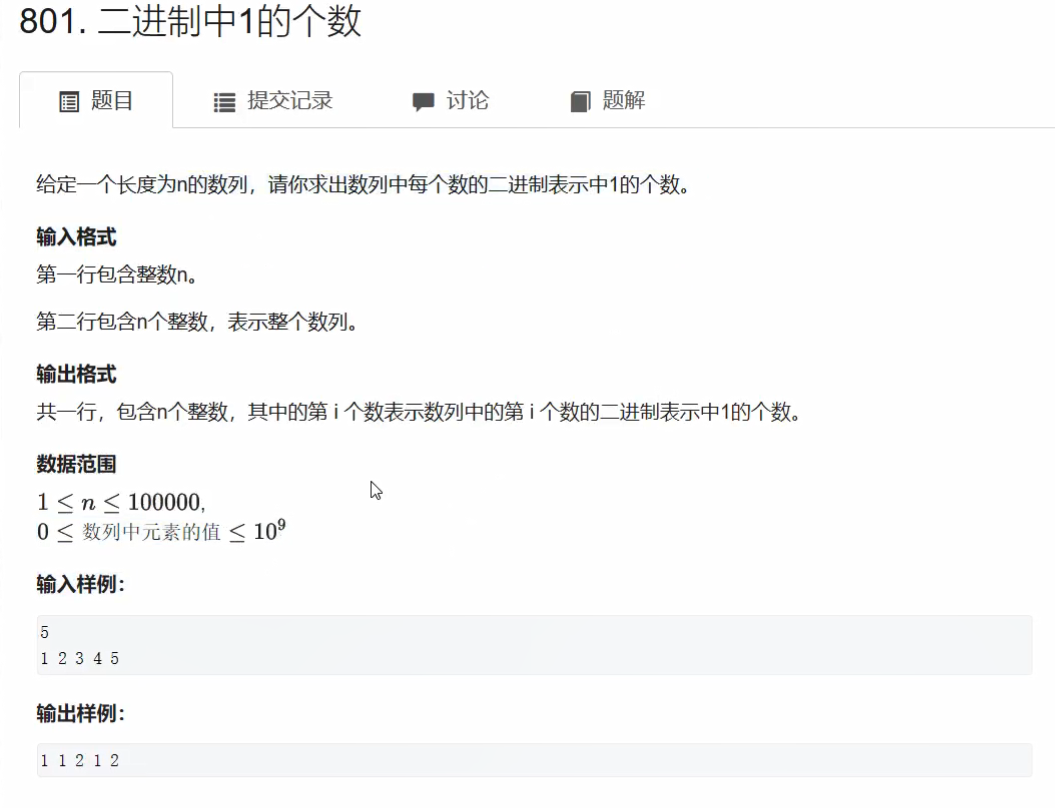 801. 二进制中1的个数
题目 提交记录 讨论 题解
给定一个长度为n的数列，请你求出数列中每个数的二进制表示中1的个数。
输入格式
第一行包含整数n。
第二行包含n个整数，表示整个数列。
输出格式
共一行，包含n个整数，其中的第 i 个数表示数列中的第 i 个数的二进制表示中1的个数。
数据范围
1 ≤ n ≤ 100000,
0 ≤ 数列中元素的值 ≤ 10⁹
输入样例：
5
1 2 3 4 5
输出样例：
1 1 2 1 2